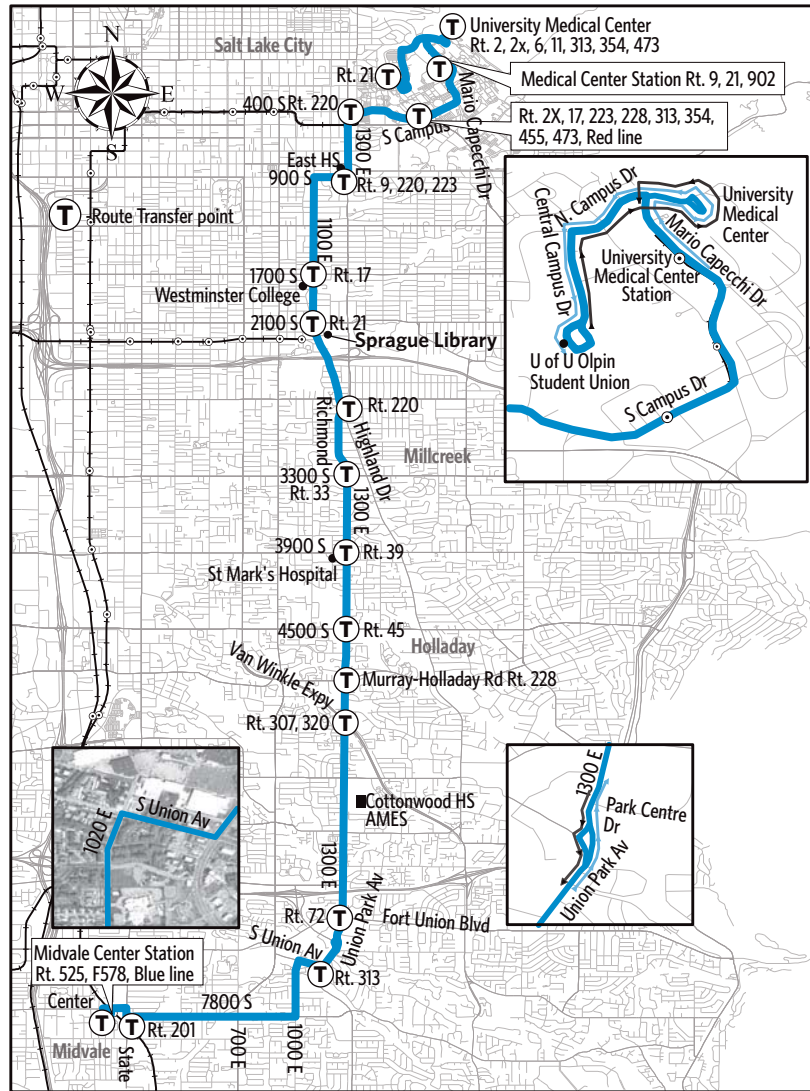 N
W
E
S
Salt Lake City
University Medical Center
Rt. 2, 2x, 6, 11, 313, 354, 473
Rt. 21
Medical Center Station Rt. 9, 21, 902
Mario Capecchi Dr
400 S
Rt. 220
Rt. 2X, 17, 223, 228, 313, 354,
455, 473, Red line
S Campus
1300 E
East HS
900 S
Rt. 9, 220, 223
T
Route Transfer point
1100 E
1700 S
Rt. 17
Westminster College
2100 S
Rt. 21
Sprague Library
N. Campus Dr
Central Campus Dr
University
Medical
Center
Mario Capecchi Dr
University
Medical Center
Station
U of U Olpin
Student Union
S Campus Dr
Rt. 220
Richmond
Highland Dr
Millcreek
3300 S
Rt. 33
1300 E
3900 S
Rt. 39
St Mark's Hospital
4500 S
Rt. 45
Holladay
Van Winkle Expy
Murray-Holladay Rd Rt. 228
Rt. 307, 320
S Union Av
1020 E
Cottonwood HS
AMES
1300 E
Park Centre
Dr
Union Park Av
1300 E
Union Park Av
Rt. 72
Fort Union Blvd
S Union Av
Rt. 313
Midvale Center Station
Rt. 525, F578, Blue line
Center
7800 S
Rt. 201
700 E
1000 E
Midvale
State